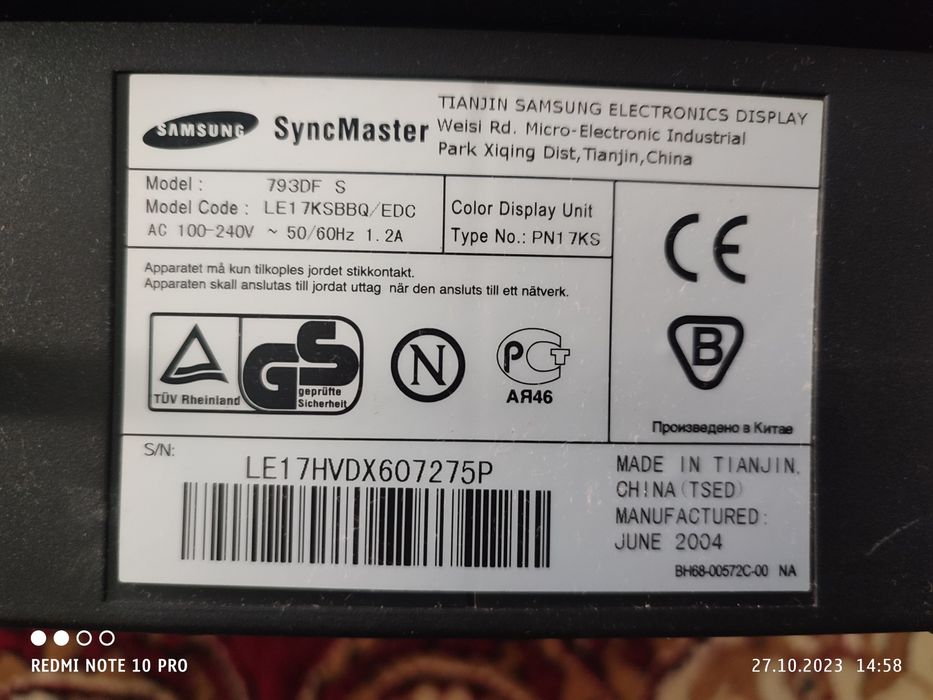 SAMSUNG SyncMaster
TIANJIN SAMSUNG ELECTRONICS DISPLAY
Weisi Rd. Micro-Electronic Industrial
Park Xiqing Dist,Tianjin,China
Model : 793DF S
Model Code : LE17KSBBQ/EDC
AC 100-240V ~ 50/60Hz 1.2A
Color Display Unit
Type No.: PN17KS
Apparatet må kun tilkoples jordet stikkontakt.
Apparaten skall anslutas till jordat uttag när den ansluts till ett nätverk.
CE
TÜV Rheinland
GS
geprüfte
Sicherheit
N
РСТ
АЯ46
B
Произведено в Китае
S/N:
LE17HVDX607275P
MADE IN TIANJIN,
CHINA(TSED)
MANUFACTURED:
JUNE 2004
BH68-00572C-00 NA
REDMI NOTE 10 PRO
27.10.2023 14:58